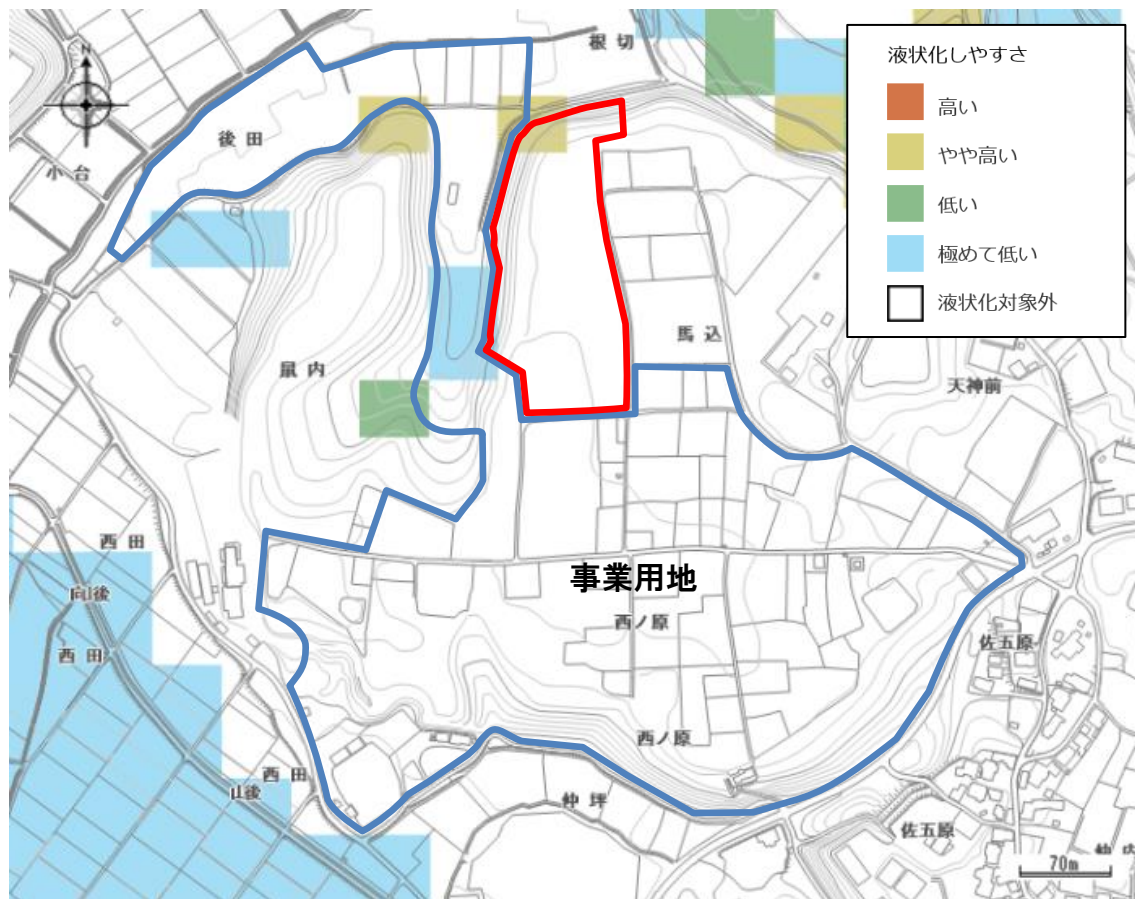 N
根切
後田
小台
鼠内
馬込
天神前
西田
向山後
西田
事業用地
西ノ原
佐五原
西ノ原
西田
山後
仲坪
佐五原
70m
液状化しやすさ
高い
やや高い
低い
極めて低い
液状化対象外